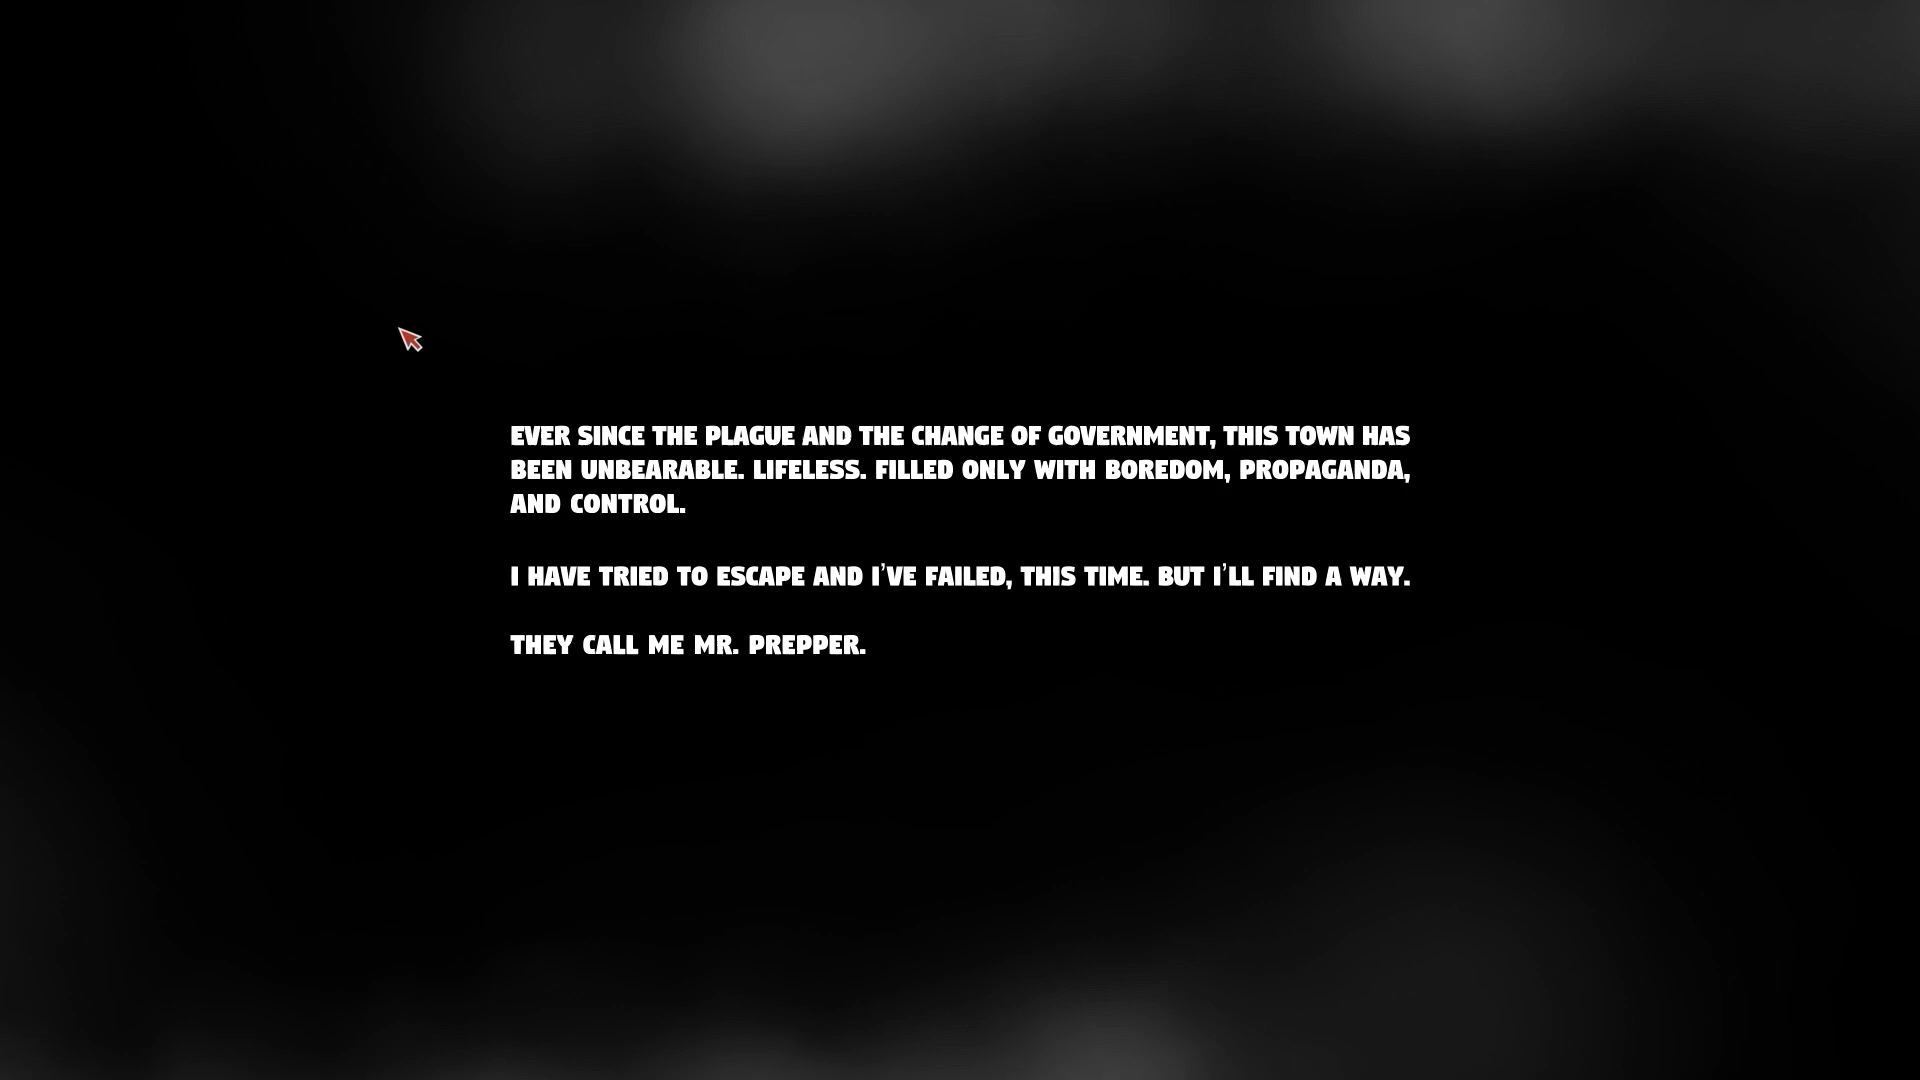 EVER SINCE THE PLAGUE AND THE CHANGE OF GOVERNMENT, THIS TOWN HAS
BEEN UNBEARABLE. LIFELESS. FILLED ONLY WITH BOREDOM, PROPAGANDA,
AND CONTROL.
I HAVE TRIED TO ESCAPE AND I'VE FAILED, THIS TIME. BUT I'LL FIND A WAY.
THEY CALL ME MR. PREPPER.